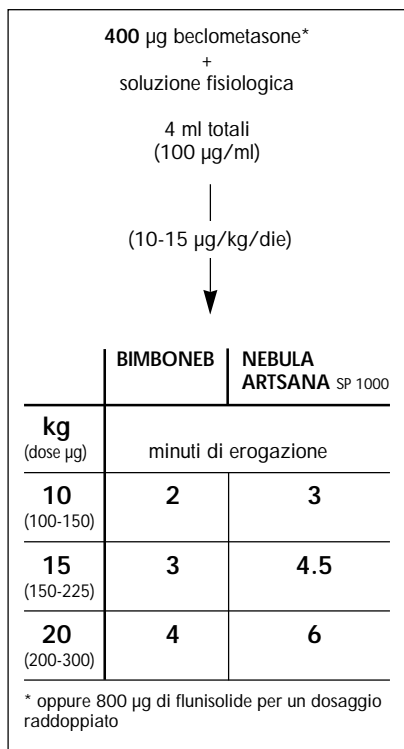 400 µg beclometasone*
+
soluzione fisiologica
4 ml totali
(100 µg/ml)
(10-15 µg/kg/die)
BIMBONEB NEBULA
ARTSANA SP 1000
kg
(dose µg) minuti di erogazione
10 2 3
(100-150)
15 3 4.5
(150-225)
20 4 6
(200-300)
* oppure 800 µg di flunisolide per un dosaggio
raddoppiato